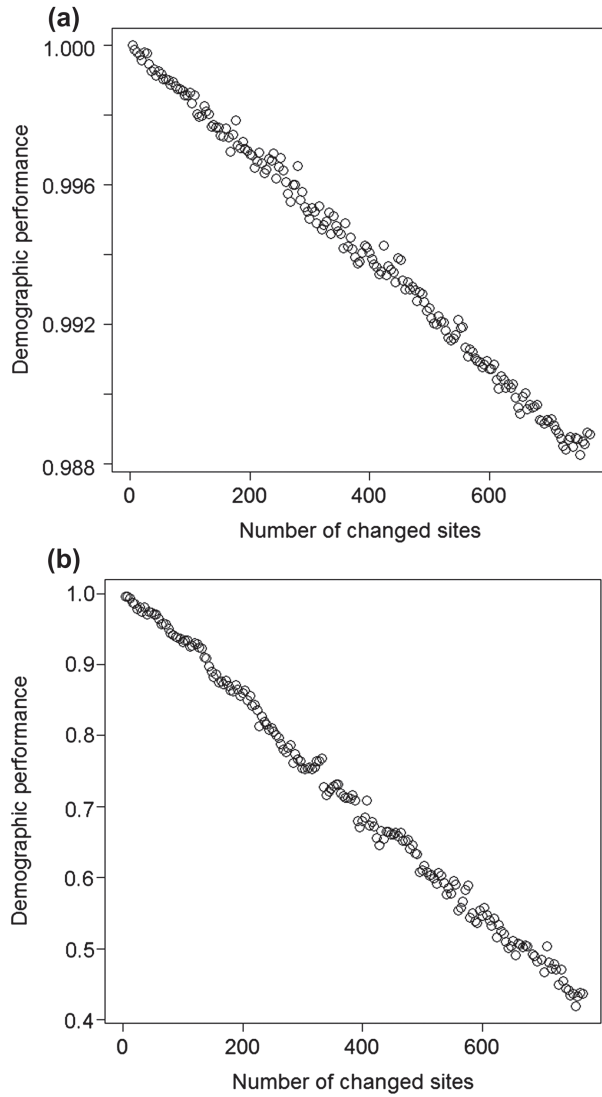 (a)
1.000
0.996
0.992
0.988
Demographic performance
0 200 400 600
Number of changed sites
(b)
1.0
0.9
0.8
0.7
0.6
0.5
0.4
Demographic performance
0 200 400 600
Number of changed sites